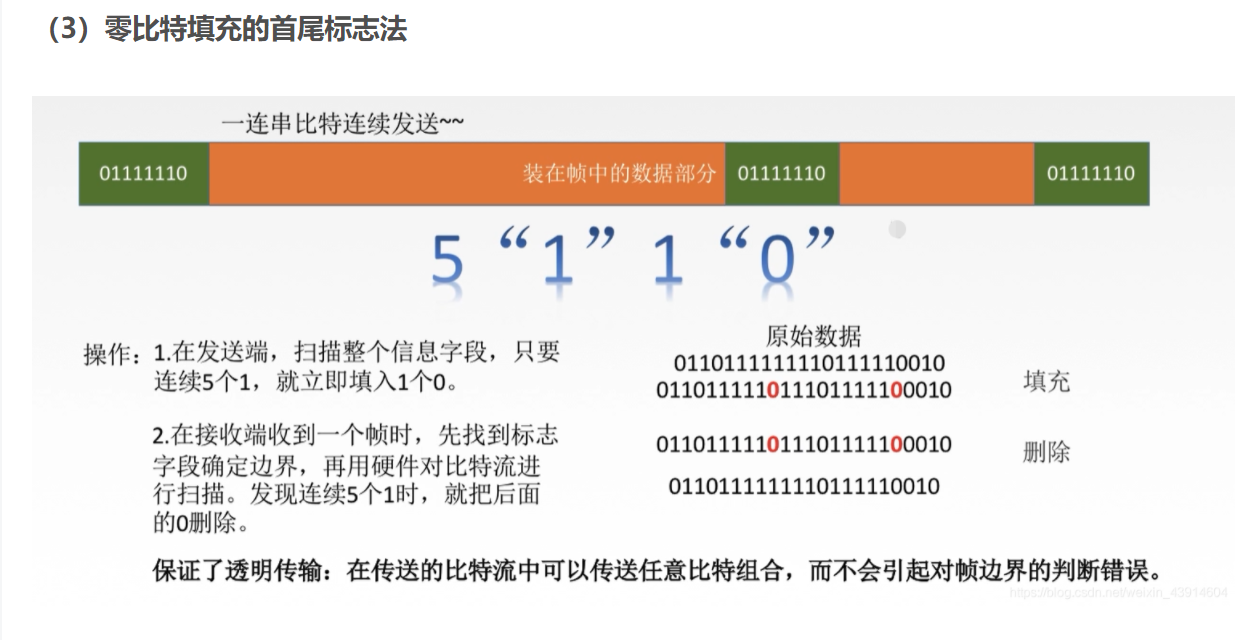 （3）零比特填充的首尾标志法
一连串比特连续发送~~
01111110 装在帧中的数据部分 01111110 01111110
5 “1” 1 “0”
原始数据
操作：1.在发送端，扫描整个信息字段，只要
连续5个1，就立即填入1个0。
0110111111110111110010
011011111011101111100010 填充
2.在接收端收到一个帧时，先找到标志
字段确定边界，再用硬件对比特流进
行扫描。发现连续5个1时，就把后面
的0删除。
011011111011101111100010 删除
0110111111110111110010
保证了透明传输：在传送的比特流中可以传送任意比特组合，而不会引起对帧边界的判断错误。
https://blog.csdn.net/weixin_43914604